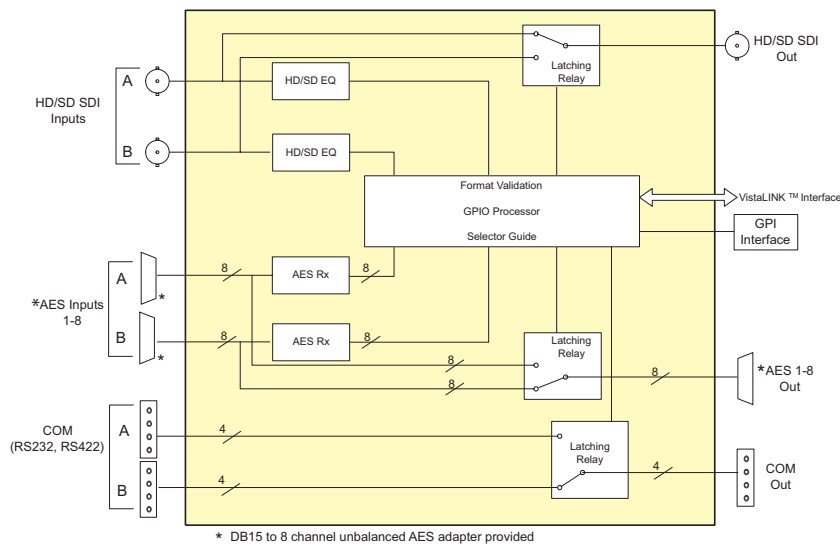 HD/SD SDI
Inputs
A
B
HD/SD EQ
HD/SD EQ
Latching
Relay
HD/SD SDI
Out
Format Validation
GPIO Processor
Selector Guide
VistaLINK ™ Interface
GPI
Interface
*AES Inputs
1-8
A
*
B
*
8
AES Rx
8
8
AES Rx
8
8
8
Latching
Relay
8
*AES 1-8
Out
COM
(RS232, RS422)
A
B
4
4
Latching
Relay
4
COM
Out
* DB15 to 8 channel unbalanced AES adapter provided